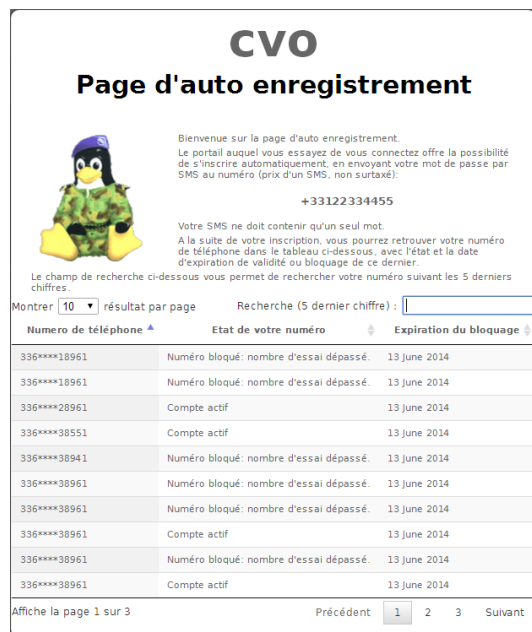 cvo
Page d'auto enregistrement
Bienvenue sur la page d'auto enregistrement.
Le portail auquel vous essayez de vous connectez offre la possibilité
de s'inscrire automatiquement, en envoyant votre mot de passe par
SMS au numéro (prix d'un SMS, non surtaxé):
+33122334455
Votre SMS ne doit contenir qu'un seul mot.
A la suite de votre inscription, vous pourrez retrouver votre numéro
de téléphone dans le tableau ci-dessous, avec l'état et la date
d'expiration de validité ou blocage de ce dernier.
Le champ de recherche ci-dessous vous permet de rechercher votre numéro suivant les 5 derniers
chiffres.
Montrer 10 résultat par page Recherche (5 dernier chiffre) :
Numero de téléphone Etat de votre numéro Expiration du bloquage
336****18961 Numéro bloqué: nombre d'essai dépassé. 13 June 2014
336****18961 Numéro bloqué: nombre d'essai dépassé. 13 June 2014
336****28961 Compte actif 13 June 2014
336****38551 Compte actif 13 June 2014
336****38941 Numéro bloqué: nombre d'essai dépassé. 13 June 2014
336****38961 Numéro bloqué: nombre d'essai dépassé. 13 June 2014
336****38961 Numéro bloqué: nombre d'essai dépassé. 13 June 2014
336****38961 Compte actif 13 June 2014
336****38961 Numéro bloqué: nombre d'essai dépassé. 13 June 2014
336****38961 Compte actif 13 June 2014
Affiche la page 1 sur 3 Précédent 1 2 3 Suivant